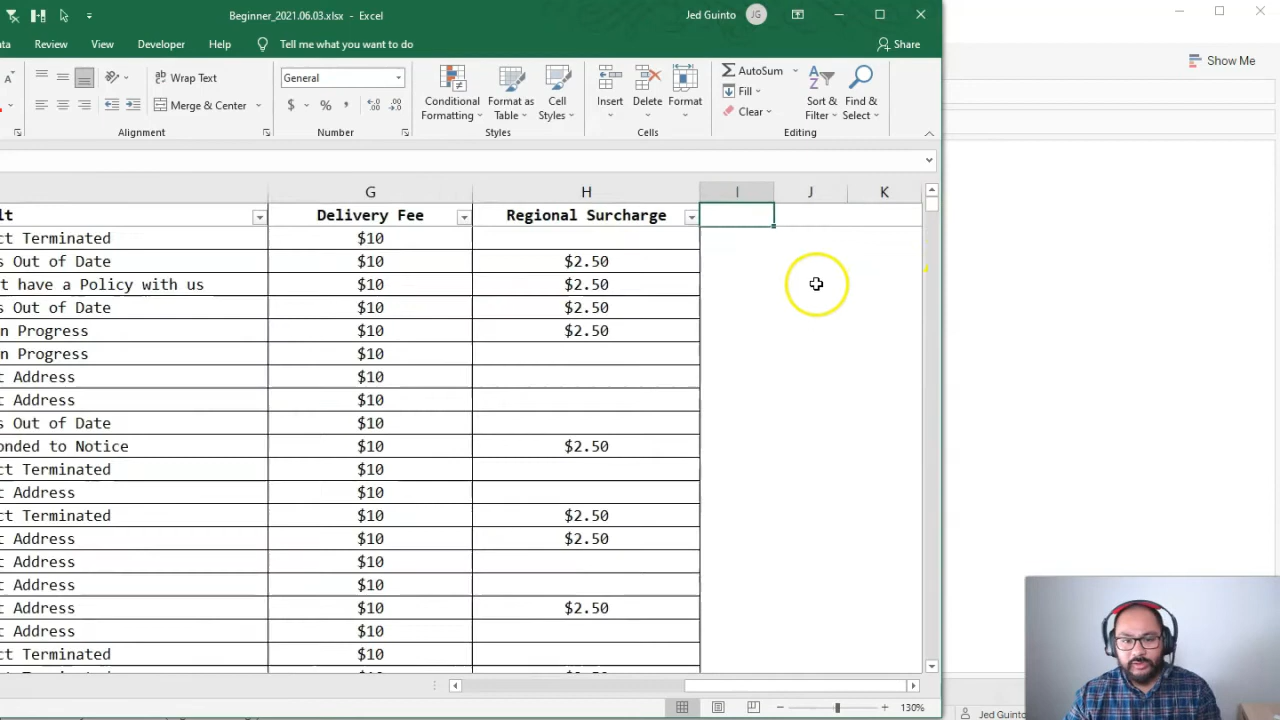 Beginner_2021.06.03.xlsx - Excel
Jed Guinto
JG
ta Review View Developer Help Tell me what you want to do
Share
Show Me
Wrap Text
General
AutoSum
Fill
Clear
Merge & Center
$ % ,
Conditional Formatting
Format as Table
Cell Styles
Insert
Delete
Format
Sort & Filter
Find & Select
Alignment
Number
Styles
Cells
Editing
G H I J K
lt Delivery Fee Regional Surcharge
ct Terminated $10
s Out of Date $10 $2.50
t have a Policy with us $10 $2.50
s Out of Date $10 $2.50
n Progress $10 $2.50
n Progress $10
t Address $10
t Address $10
s Out of Date $10
onded to Notice $10 $2.50
ct Terminated $10
t Address $10
ct Terminated $10 $2.50
t Address $10 $2.50
t Address $10
t Address $10
t Address $10 $2.50
t Address $10
ct Terminated $10
130%
Jed Guinto